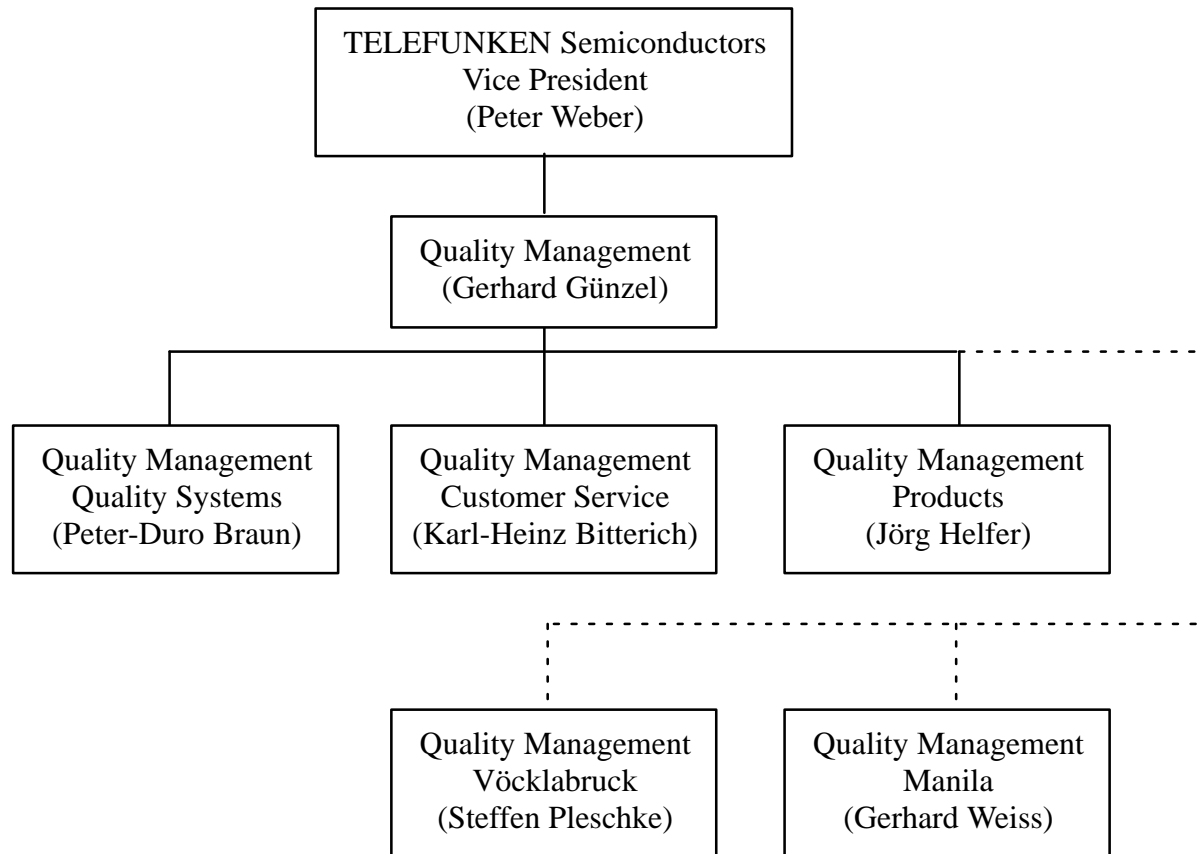 TELEFUNKEN Semiconductors
Vice President
(Peter Weber)
Quality Management
(Gerhard Günzel)
Quality Management
Quality Systems
(Peter-Duro Braun)
Quality Management
Customer Service
(Karl-Heinz Bitterich)
Quality Management
Products
(Jörg Helfer)
Quality Management
Vöcklabruck
(Steffen Pleschke)
Quality Management
Manila
(Gerhard Weiss)